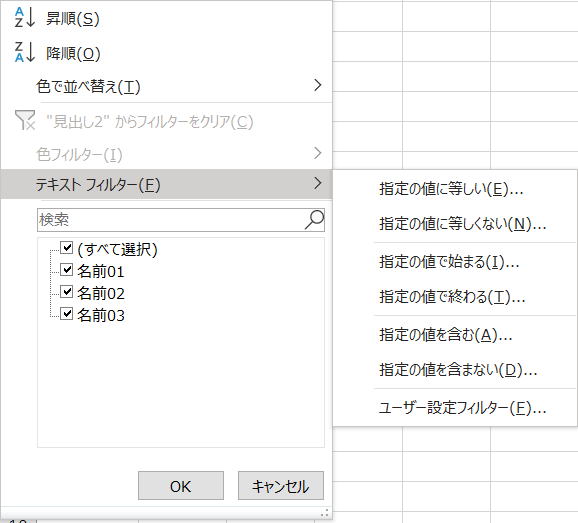 昇順(S)
降順(O)
色で並べ替え(T)
"見出し2" からフィルターをクリア(C)
色フィルター(I)
テキスト フィルター(F)
検索
(すべて選択)
名前01
名前02
名前03
OK
キャンセル
指定の値に等しい(E)...
指定の値に等しくない(N)...
指定の値で始まる(I)...
指定の値で終わる(T)...
指定の値を含む(A)...
指定の値を含まない(D)...
ユーザー設定フィルター(F)...